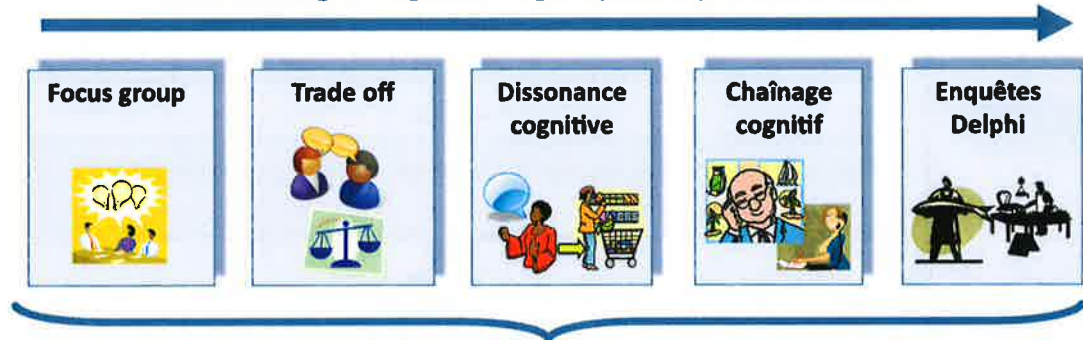 Focus group
Trade off
Dissonance
cognitive
Chaînage
cognitif
Enquêtes
Delphi